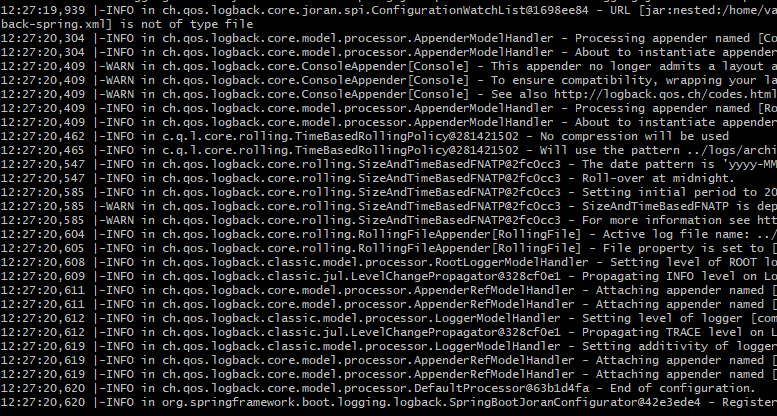 12:27:19,939 |-INFO in ch.qos.logback.core.joran.spi.ConfigurationWatchList@1698ee84 - URL [jar:nested:/home/va
back-spring.xml] is not of type file
12:27:20,304 |-INFO in ch.qos.logback.core.model.processor.AppenderModelHandler - Processing appender named [Co
12:27:20,304 |-INFO in ch.qos.logback.core.model.processor.AppenderModelHandler - About to instantiate appender
12:27:20,409 |-WARN in ch.qos.logback.core.ConsoleAppender[Console] - This appender no longer admits a layout a
12:27:20,409 |-WARN in ch.qos.logback.core.ConsoleAppender[Console] - To ensure compatibility, wrapping your la
12:27:20,409 |-WARN in ch.qos.logback.core.ConsoleAppender[Console] - See also http://logback.qos.ch/codes.html
12:27:20,409 |-INFO in ch.qos.logback.core.model.processor.AppenderModelHandler - Processing appender named [Ro
12:27:20,409 |-INFO in ch.qos.logback.core.model.processor.AppenderModelHandler - About to instantiate appender
12:27:20,462 |-INFO in c.q.l.core.rolling.TimeBasedRollingPolicy@281421502 - No compression will be used
12:27:20,465 |-INFO in c.q.l.core.rolling.TimeBasedRollingPolicy@281421502 - Will use the pattern ../logs/archi
12:27:20,547 |-INFO in ch.qos.logback.core.rolling.SizeAndTimeBasedFNATP@2fc0cc3 - The date pattern is 'yyyy-MM
12:27:20,547 |-INFO in ch.qos.logback.core.rolling.SizeAndTimeBasedFNATP@2fc0cc3 - Roll-over at midnight.
12:27:20,585 |-INFO in ch.qos.logback.core.rolling.SizeAndTimeBasedFNATP@2fc0cc3 - Setting initial period to 20
12:27:20,585 |-WARN in ch.qos.logback.core.rolling.SizeAndTimeBasedFNATP@2fc0cc3 - SizeAndTimeBasedFNATP is dep
12:27:20,585 |-WARN in ch.qos.logback.core.rolling.SizeAndTimeBasedFNATP@2fc0cc3 - For more information see htt
12:27:20,604 |-INFO in ch.qos.logback.core.rolling.RollingFileAppender[RollingFile] - Active log file name: ../
12:27:20,605 |-INFO in ch.qos.logback.core.rolling.RollingFileAppender[RollingFile] - File property is set to [
12:27:20,608 |-INFO in ch.qos.logback.classic.model.processor.RootLoggerModelHandler - Setting level of ROOT lo
12:27:20,609 |-INFO in ch.qos.logback.classic.jul.LevelChangePropagator@328cf0e1 - Propagating INFO level on Lo
12:27:20,611 |-INFO in ch.qos.logback.core.model.processor.AppenderRefModelHandler - Attaching appender named [
12:27:20,611 |-INFO in ch.qos.logback.core.model.processor.AppenderRefModelHandler - Attaching appender named [
12:27:20,612 |-INFO in ch.qos.logback.classic.model.processor.LoggerModelHandler - Setting level of logger [com
12:27:20,612 |-INFO in ch.qos.logback.classic.jul.LevelChangePropagator@328cf0e1 - Propagating TRACE level on L
12:27:20,619 |-INFO in ch.qos.logback.classic.model.processor.LoggerModelHandler - Setting additivity of logger
12:27:20,619 |-INFO in ch.qos.logback.core.model.processor.AppenderRefModelHandler - Attaching appender named [
12:27:20,619 |-INFO in ch.qos.logback.core.model.processor.AppenderRefModelHandler - Attaching appender named [
12:27:20,620 |-INFO in ch.qos.logback.core.model.processor.DefaultProcessor@63b1d4fa - End of configuration.
12:27:20,620 |-INFO in org.springframework.boot.logging.logback.SpringBootJoranConfigurator@42e3ede4 - Register